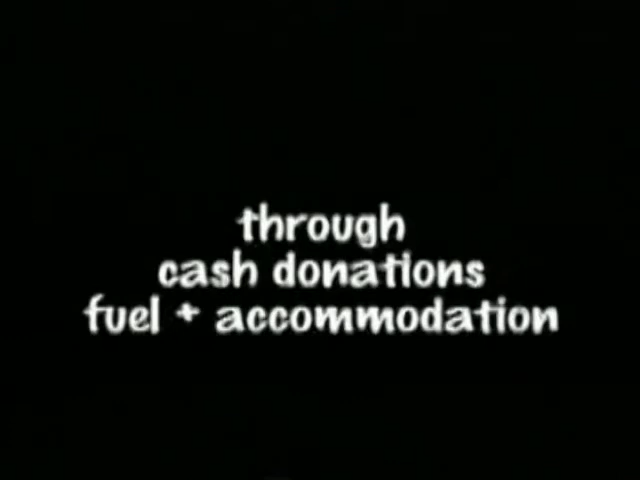 through
cash donations
fuel + accommodation